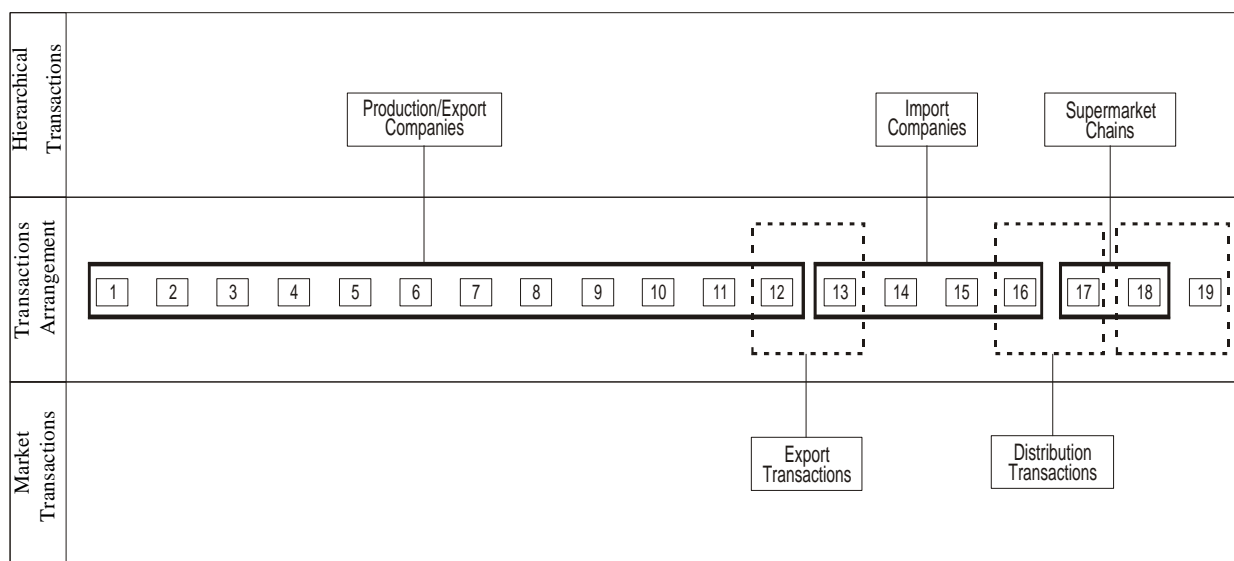 Hierarchical
Transactions
Production/Export
Companies
Import
Companies
Supermarket
Chains
Transactions
Arrangement
1 2 3 4 5 6 7 8 9 10 11 12 13 14 15 16 17 18 19
Market
Transactions
Export
Transactions
Distribution
Transactions